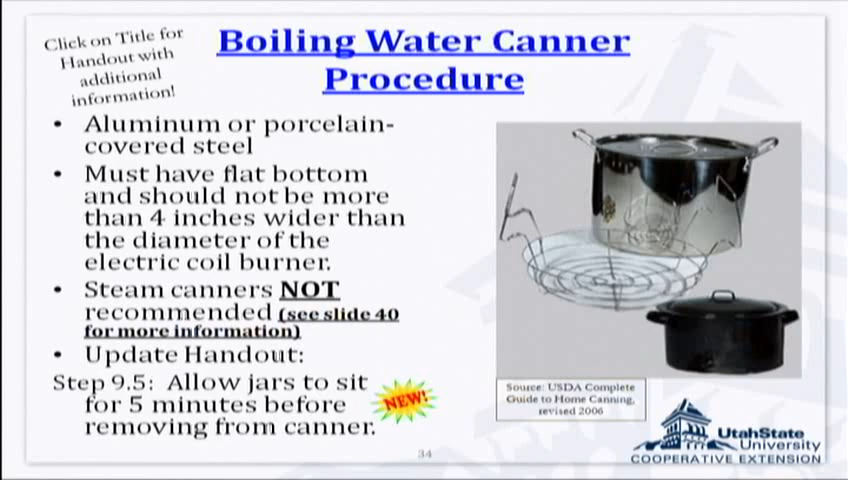 Click on Title for
Handout with
additional
information!
Boiling Water Canner
Procedure
• Aluminum or porcelain-
covered steel
• Must have flat bottom
and should not be more
than 4 inches wider than
the diameter of the
electric coil burner.
• Steam canners NOT
recommended (see slide 40
for more information)
• Update Handout:
Step 9.5: Allow jars to sit
for 5 minutes before
removing from canner.
NEW!
Source: USDA Complete
Guide to Home Canning,
revised 2006
34
UtahState
University
COOPERATIVE EXTENSION